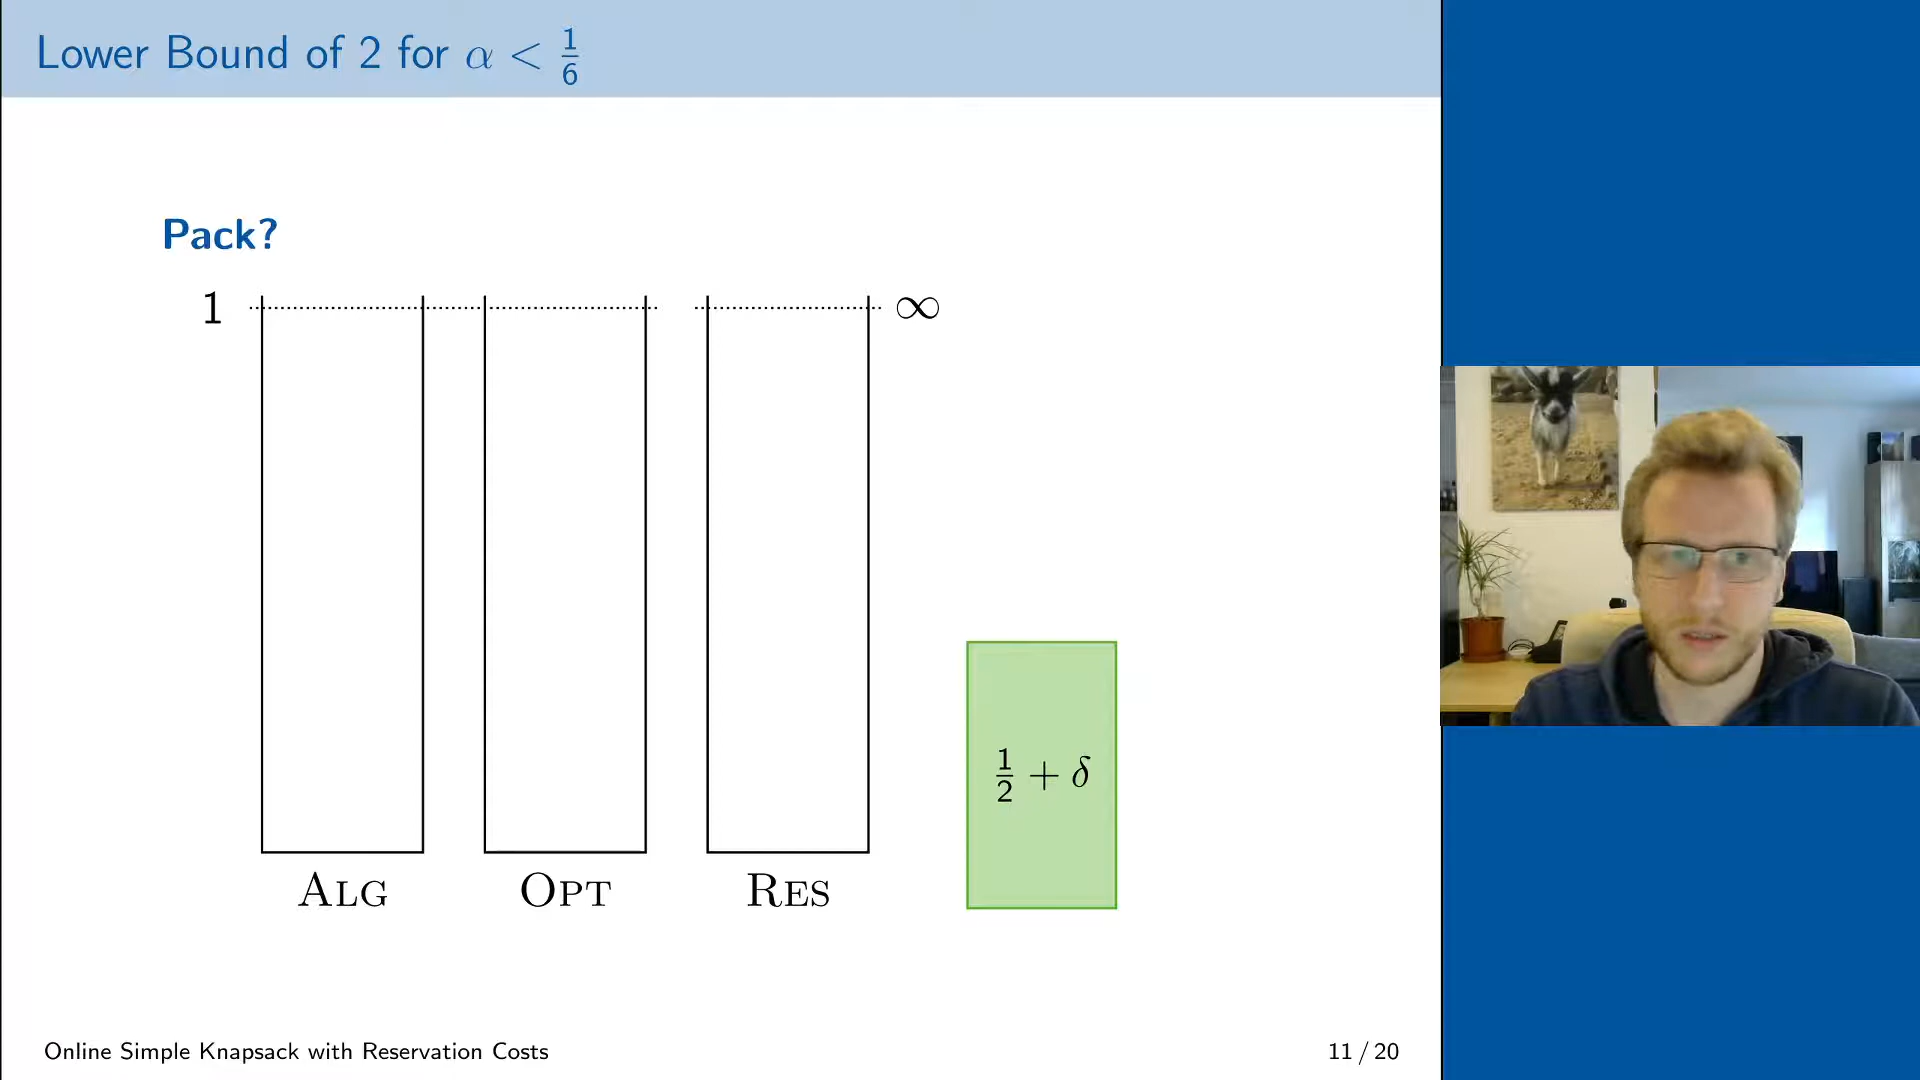 Lower Bound of 2 for α < 1/6
Pack?
1
∞
1/2 + δ
ALG
OPT
RES
Online Simple Knapsack with Reservation Costs
11 / 20